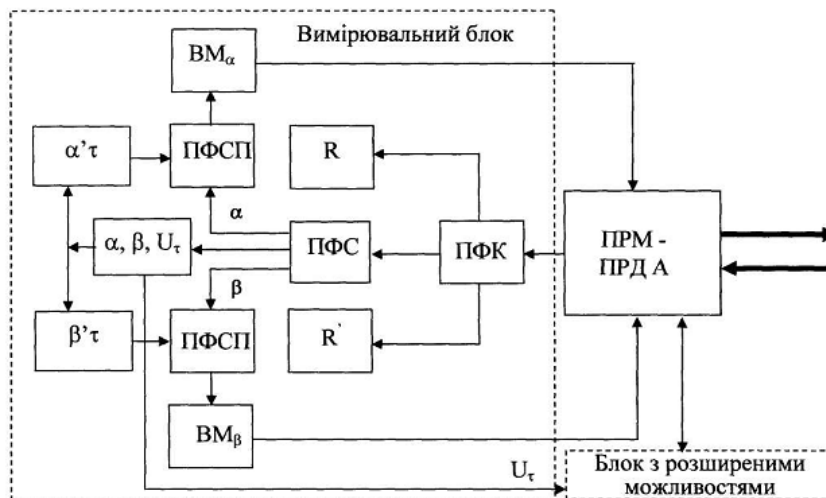 Вимірювальний блок
ВМα
α’τ
ПФСП
R
α
α, β, Uτ
ПФС
ПФК
ПРМ -
ПРД А
β
β’τ
ПФСП
R‵
ВМβ
Uτ
Блок з розширеними
можливостями